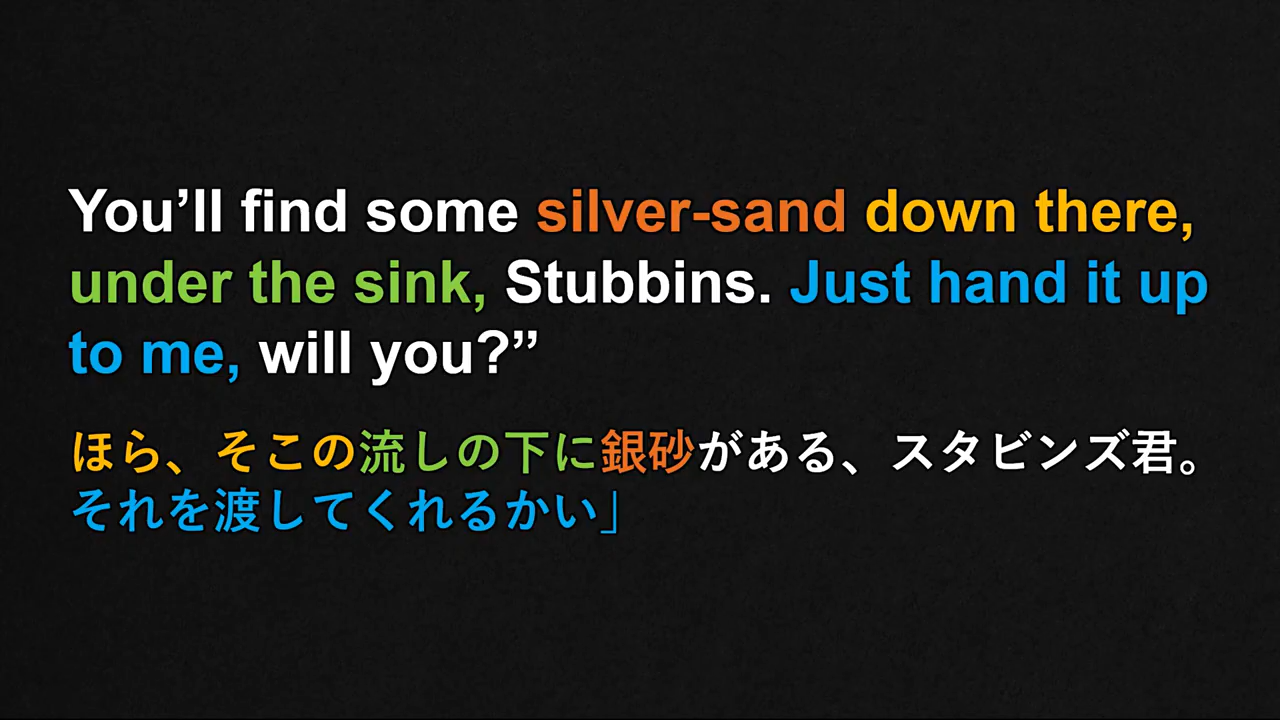 You’ll find some silver-sand down there,
under the sink, Stubbins. Just hand it up
to me, will you?”
ほら、そこの流しの下に銀砂がある、スタビンズ君。
それを渡してくれるかい」